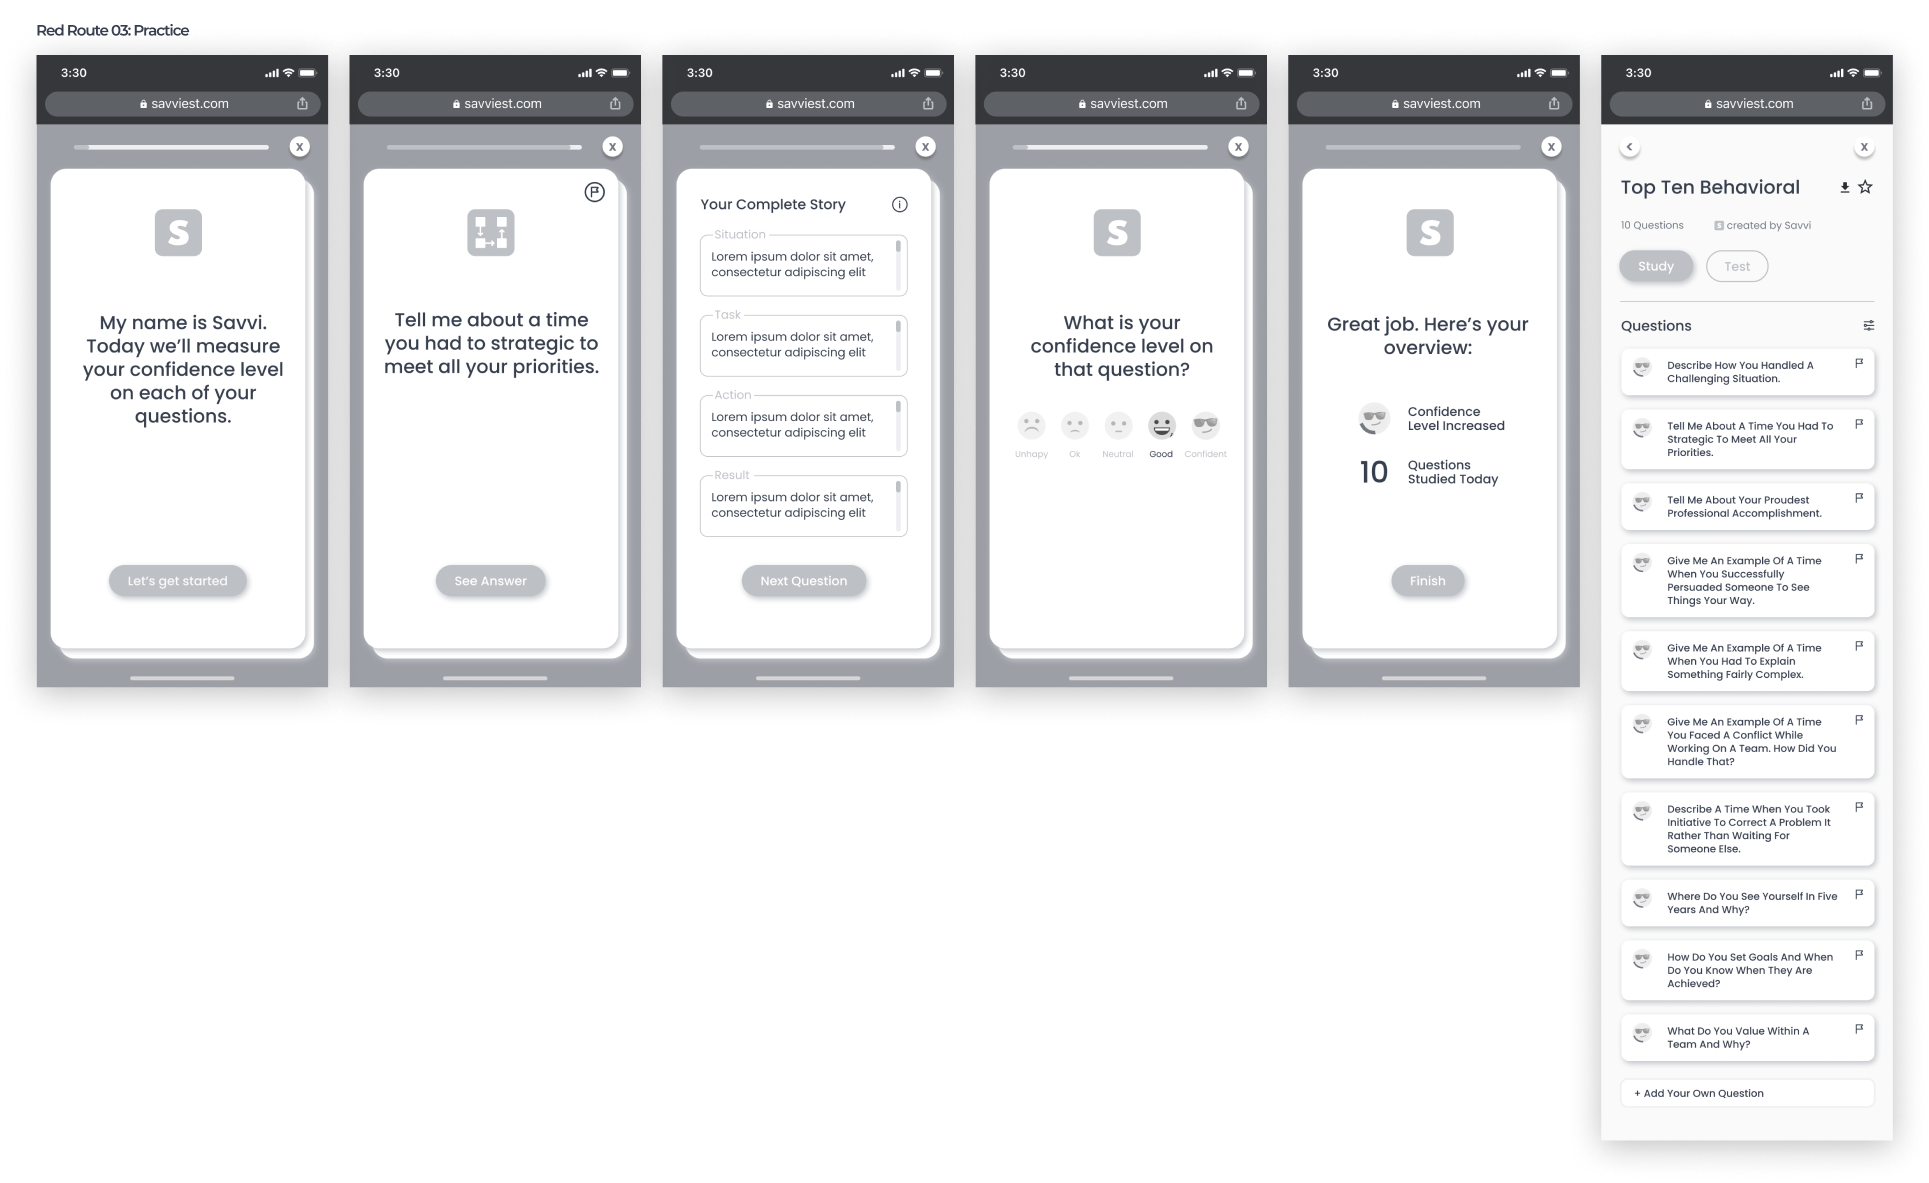 Red Route 03: Practice
3:30
savviest.com
X
S
My name is Savvi.
Today we’ll measure
your confidence level
on each of your
questions.
Let’s get started
3:30
savviest.com
X
Tell me about a time
you had to strategic to
meet all your priorities.
See Answer
3:30
savviest.com
X
Your Complete Story
i
Situation
Lorem ipsum dolor sit amet,
consectetur adipiscing elit
Task
Lorem ipsum dolor sit amet,
consectetur adipiscing elit
Action
Lorem ipsum dolor sit amet,
consectetur adipiscing elit
Result
Lorem ipsum dolor sit amet,
consectetur adipiscing elit
Next Question
3:30
savviest.com
X
S
What is your
confidence level on
that question?
Unhapy Ok Neutral Good Confident
3:30
savviest.com
X
S
Great job. Here’s your
overview:
Confidence
Level Increased
10 Questions
Studied Today
Finish
3:30
savviest.com
X
Top Ten Behavioral
10 Questions S created by Savvi
Study Test
Questions
Describe How You Handled A
Challenging Situation.
Tell Me About A Time You Had To
Strategic To Meet All Your
Priorities.
Tell Me About Your Proudest
Professional Accomplishment.
Give Me An Example Of A Time
When You Successfully
Persuaded Someone To See
Things Your Way.
Give Me An Example Of A Time
When You Had To Explain
Something Fairly Complex.
Give Me An Example Of A Time
You Faced A Conflict While
Working On A Team. How Did You
Handle That?
Describe A Time When You Took
Initiative To Correct A Problem It
Rather Than Waiting For
Someone Else.
Where Do You See Yourself In Five
Years And Why?
How Do You Set Goals And When
Do You Know When They Are
Achieved?
What Do You Value Within A
Team And Why?
+ Add Your Own Question